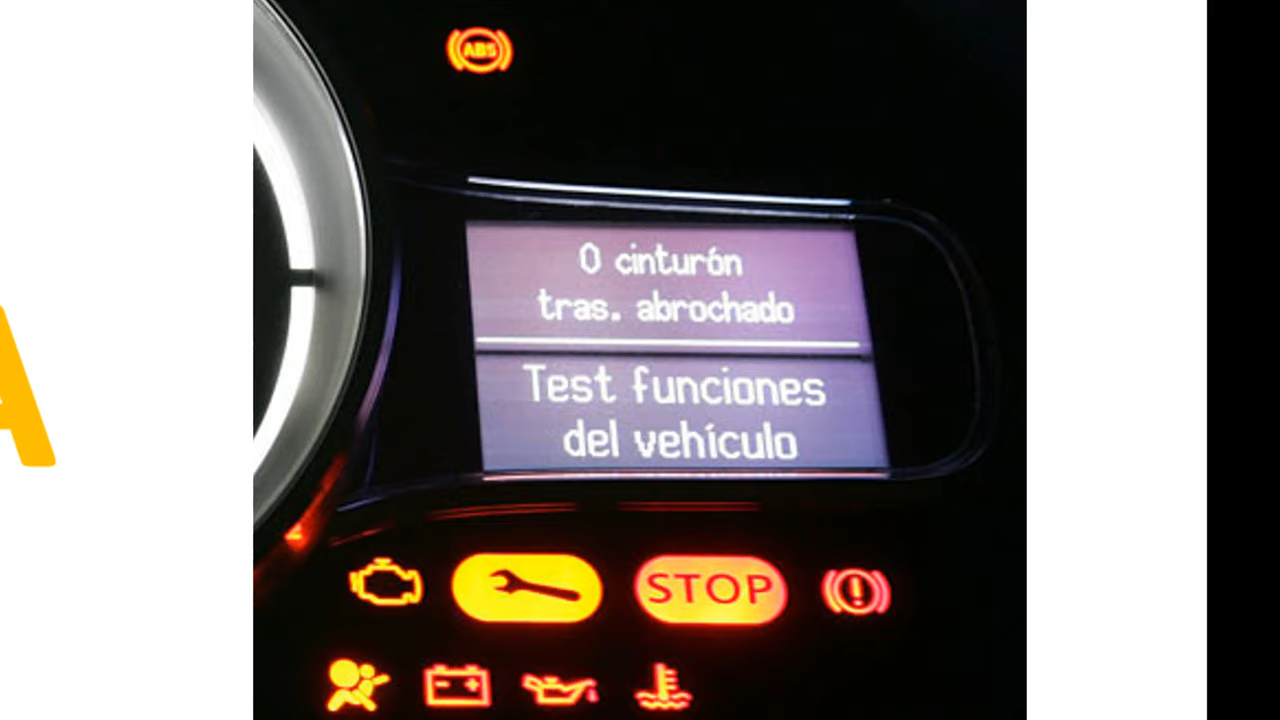 ABS
0 cinturón
tras. abrochado
Test funciones
del vehículo
STOP
A